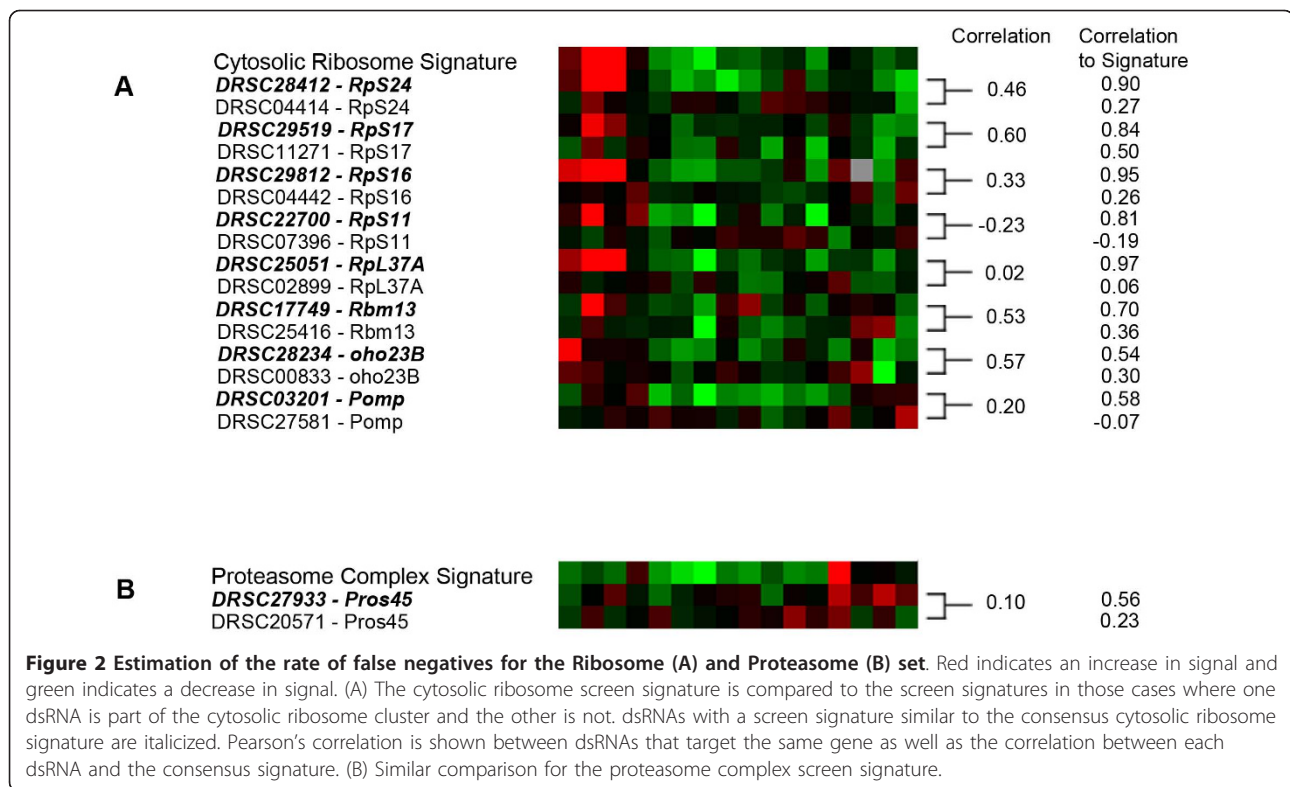 Correlation
Correlation to Signature
A
Cytosolic Ribosome Signature
DRSC28412 - RpS24
0.46
0.90
DRSC04414 - RpS24
0.27
DRSC29519 - RpS17
0.60
0.84
DRSC11271 - RpS17
0.50
DRSC29812 - RpS16
0.33
0.95
DRSC04442 - RpS16
0.26
DRSC22700 - RpS11
-0.23
0.81
DRSC07396 - RpS11
-0.19
DRSC25051 - RpL37A
0.02
0.97
DRSC02899 - RpL37A
0.06
DRSC17749 - Rbm13
0.53
0.70
DRSC25416 - Rbm13
0.36
DRSC28234 - oho23B
0.57
0.54
DRSC00833 - oho23B
0.30
DRSC03201 - Pomp
0.20
0.58
DRSC27581 - Pomp
-0.07
B
Proteasome Complex Signature
DRSC27933 - Pros45
0.10
0.56
DRSC20571 - Pros45
0.23
Figure 2 Estimation of the rate of false negatives for the Ribosome (A) and Proteasome (B) set. Red indicates an increase in signal and
green indicates a decrease in signal. (A) The cytosolic ribosome screen signature is compared to the screen signatures in those cases where one
dsRNA is part of the cytosolic ribosome cluster and the other is not. dsRNAs with a screen signature similar to the consensus cytosolic ribosome
signature are italicized. Pearson's correlation is shown between dsRNAs that target the same gene as well as the correlation between each
dsRNA and the consensus signature. (B) Similar comparison for the proteasome complex screen signature.